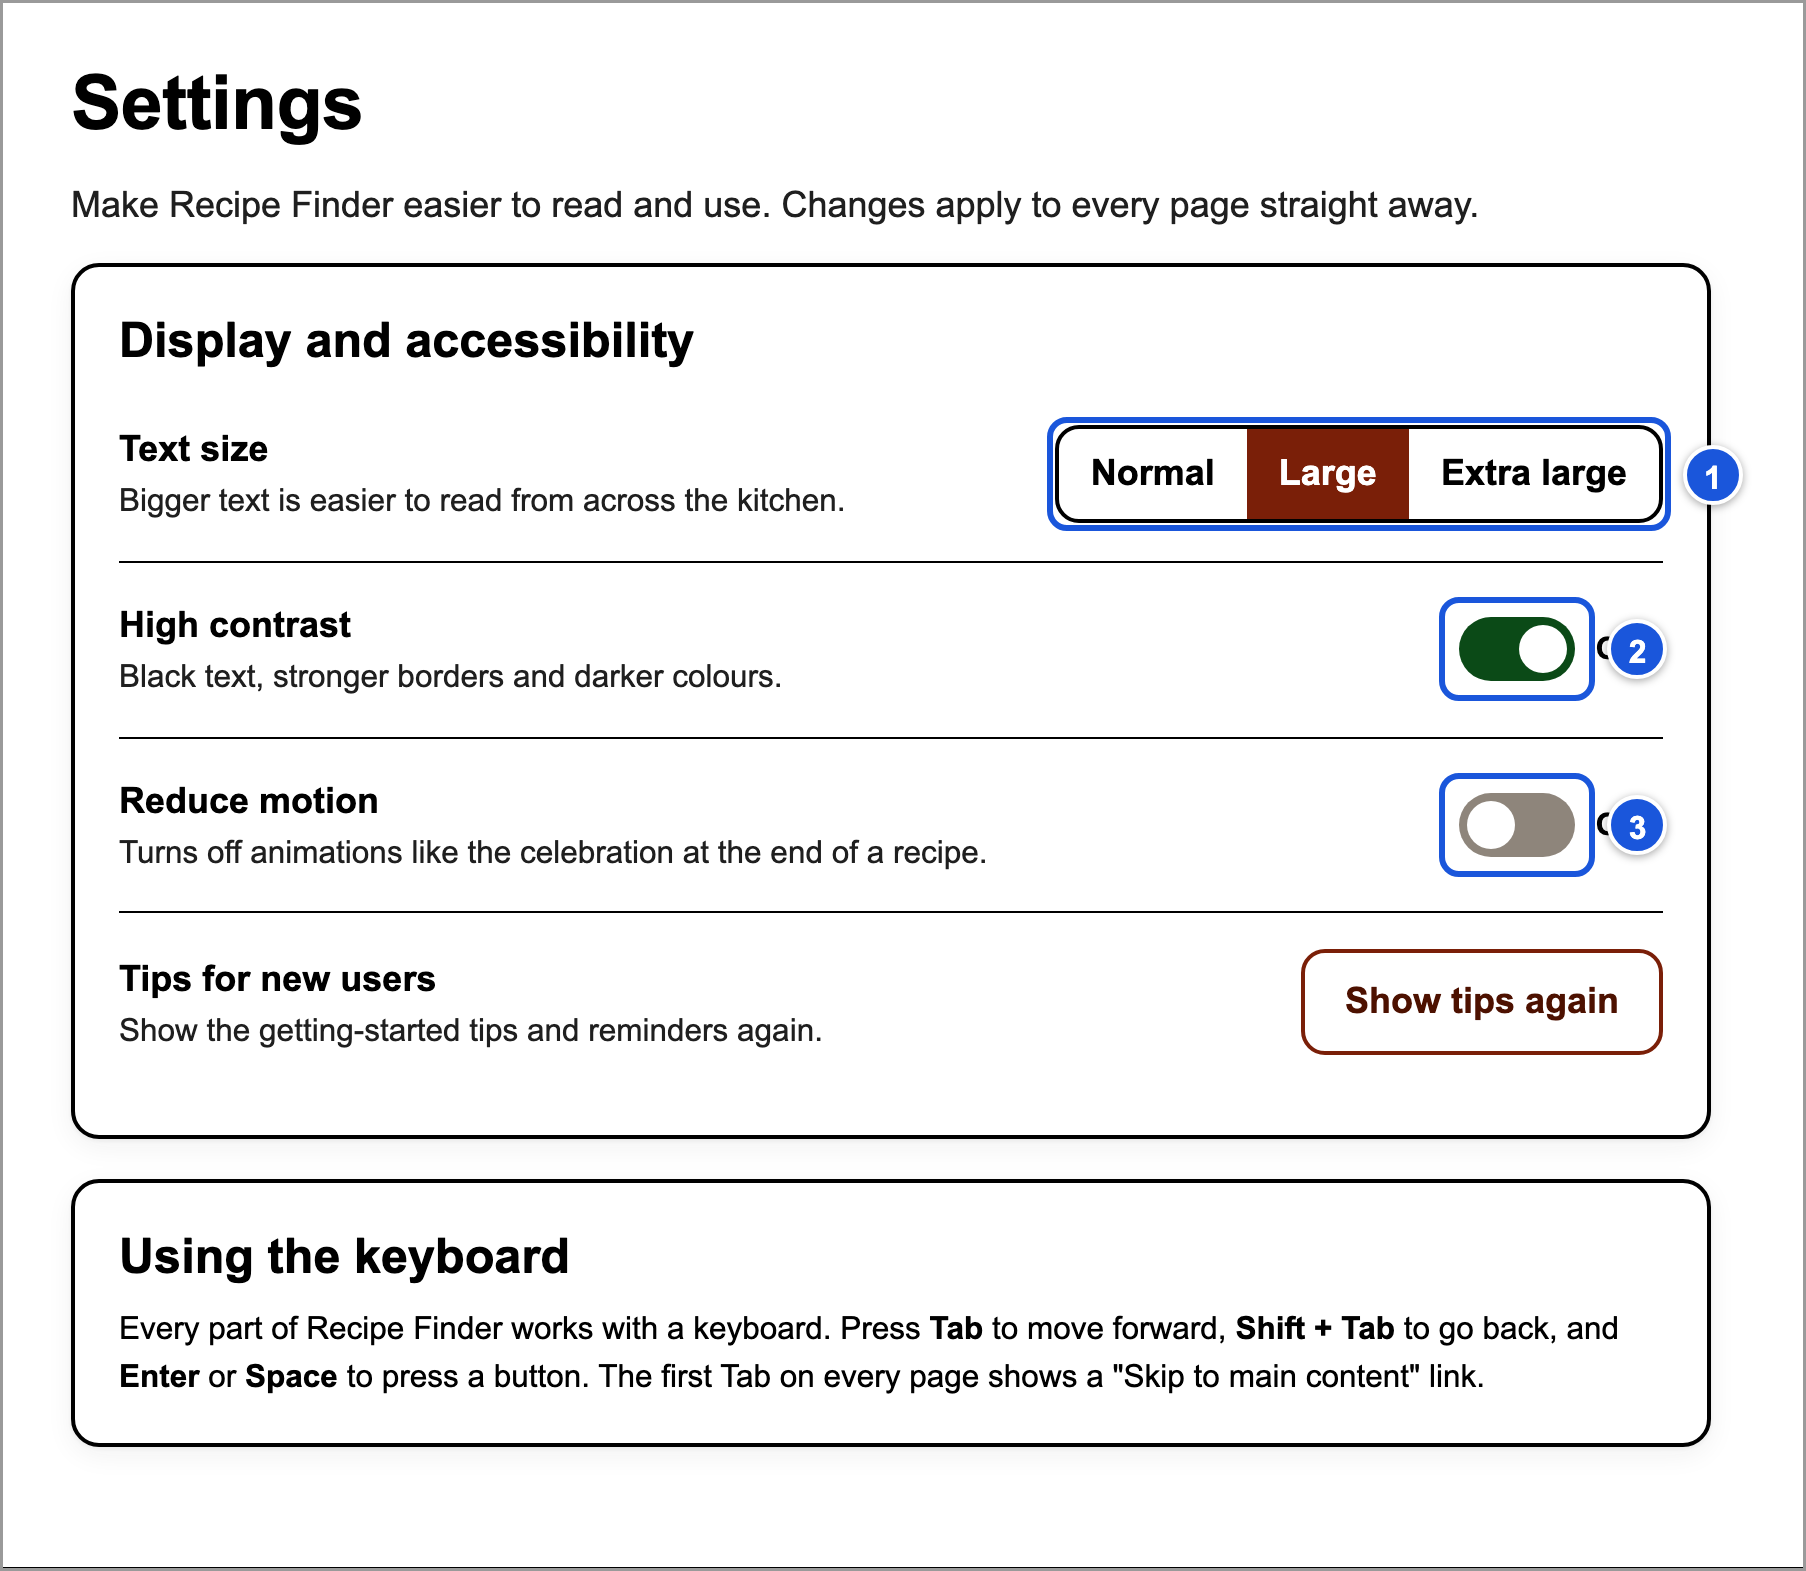 Settings
Make Recipe Finder easier to read and use. Changes apply to every page straight away.
Display and accessibility
Text size
Bigger text is easier to read from across the kitchen.
Normal Large Extra large 1
High contrast
Black text, stronger borders and darker colours.
2
Reduce motion
Turns off animations like the celebration at the end of a recipe.
3
Tips for new users
Show the getting-started tips and reminders again.
Show tips again
Using the keyboard
Every part of Recipe Finder works with a keyboard. Press Tab to move forward, Shift + Tab to go back, and
Enter or Space to press a button. The first Tab on every page shows a "Skip to main content" link.